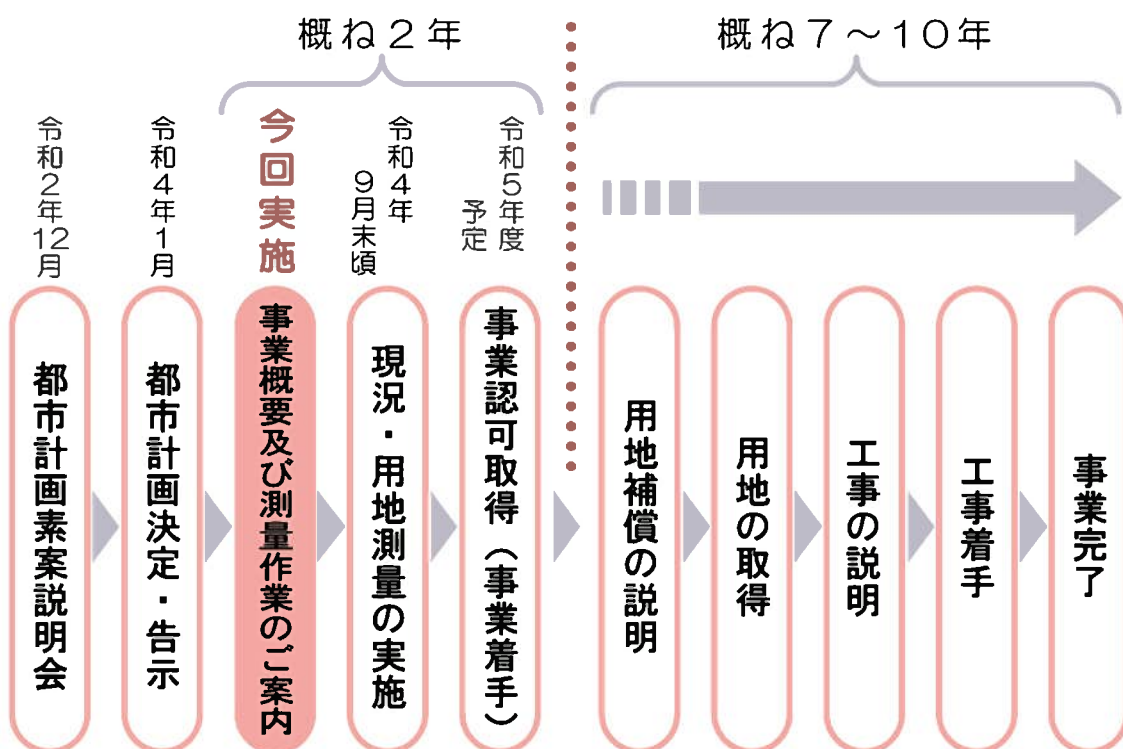 概ね２年
概ね７～１０年
令和２年12月
都市計画素案説明会
令和４年１月
都市計画決定・告示
今回実施
事業概要及び測量作業のご案内
令和４年
９月末頃
現況・用地測量の実施
令和５年度
予定
事業認可取得（事業着手）
用地補償の説明
用地の取得
工事の説明
工事着手
事業完了